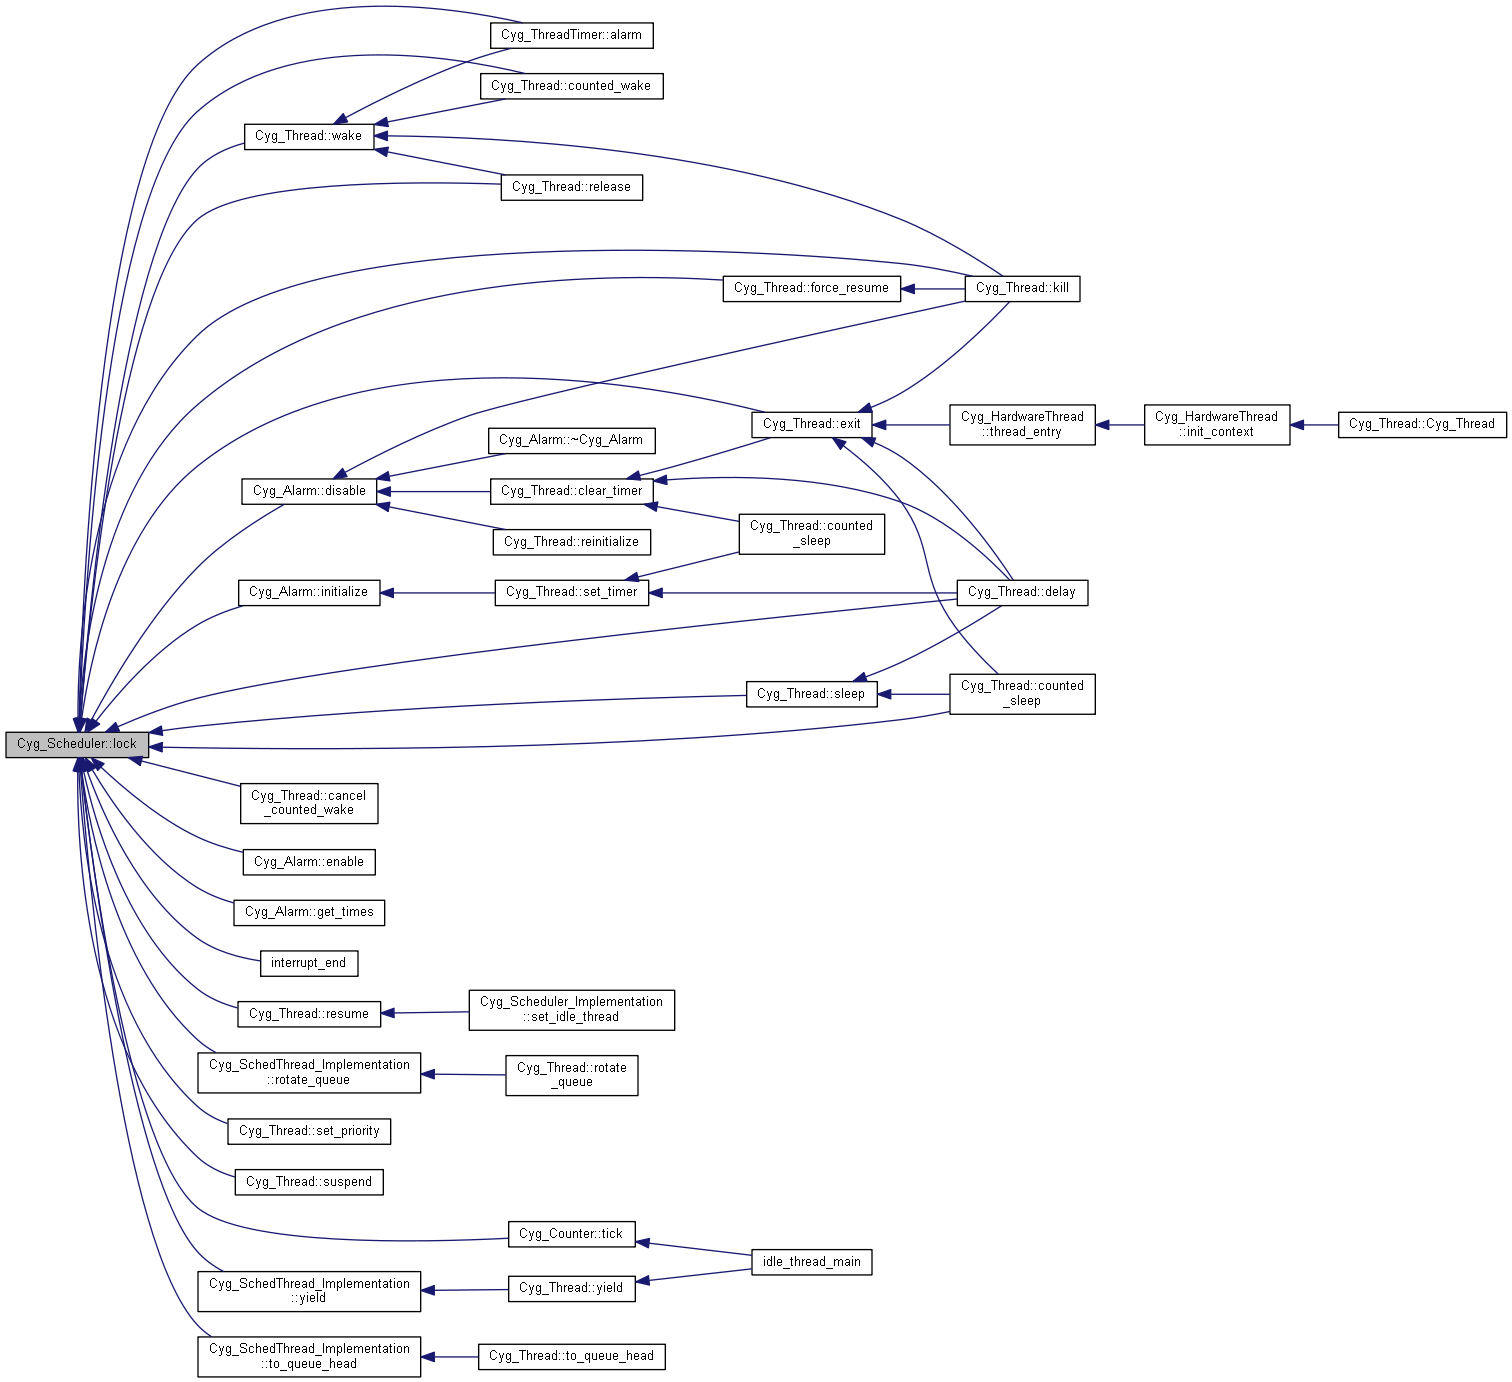 Cyg_ThreadTimer::alarm
Cyg_Thread::counted_wake
Cyg_Thread::wake
Cyg_Thread::release
Cyg_Thread::force_resume
Cyg_Thread::kill
Cyg_Thread::exit
Cyg_HardwareThread
::thread_entry
Cyg_HardwareThread
::init_context
Cyg_Thread::Cyg_Thread
Cyg_Alarm::~Cyg_Alarm
Cyg_Alarm::disable
Cyg_Thread::clear_timer
Cyg_Thread::reinitialize
Cyg_Thread::counted
_sleep
Cyg_Alarm::initialize
Cyg_Thread::set_timer
Cyg_Thread::delay
Cyg_Thread::sleep
Cyg_Thread::counted
_sleep
Cyg_Scheduler::lock
Cyg_Thread::cancel
_counted_wake
Cyg_Alarm::enable
Cyg_Alarm::get_times
interrupt_end
Cyg_Thread::resume
Cyg_Scheduler_Implementation
::set_idle_thread
Cyg_SchedThread_Implementation
::rotate_queue
Cyg_Thread::rotate
_queue
Cyg_Thread::set_priority
Cyg_Thread::suspend
Cyg_Counter::tick
idle_thread_main
Cyg_SchedThread_Implementation
::yield
Cyg_Thread::yield
Cyg_SchedThread_Implementation
::to_queue_head
Cyg_Thread::to_queue_head